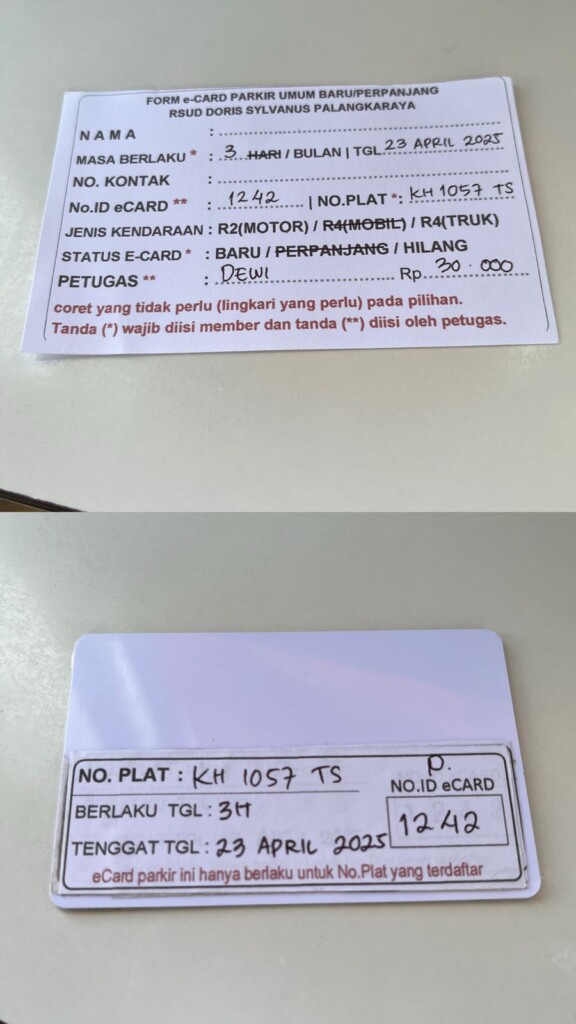 FORM e-CARD PARKIR UMUM BARU/PERPANJANG
RSUD DORIS SYLVANUS PALANGKARAYA
NAMA :
MASA BERLAKU * : 3 HARI / BULAN | TGL 23 APRIL 2025
NO. KONTAK :
No.ID eCARD ** : 1242 | NO.PLAT *: KH 1057 TS
JENIS KENDARAAN : R2(MOTOR) / R4(MOBIL) / R4(TRUK)
STATUS E-CARD * : BARU / PERPANJANG / HILANG
PETUGAS ** : DEWI Rp. 30.000
coret yang tidak perlu (lingkari yang perlu) pada pilihan.
Tanda (*) wajib diisi member dan tanda (**) diisi oleh petugas.
NO. PLAT : KH 1057 TS
P.
NO.ID eCARD
BERLAKU TGL : 3H
1242
TENGGAT TGL : 23 APRIL 2025
eCard parkir ini hanya berlaku untuk No.Plat yang terdaftar